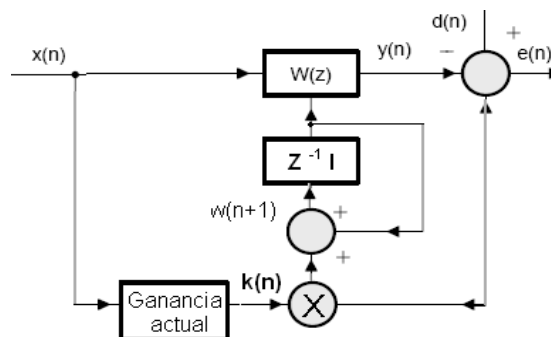 d(n)
+
x(n)
y(n)
−
e(n)
W(z)
Z -1 I
w(n+1)
+
+
k(n)
Ganancia
actual
X